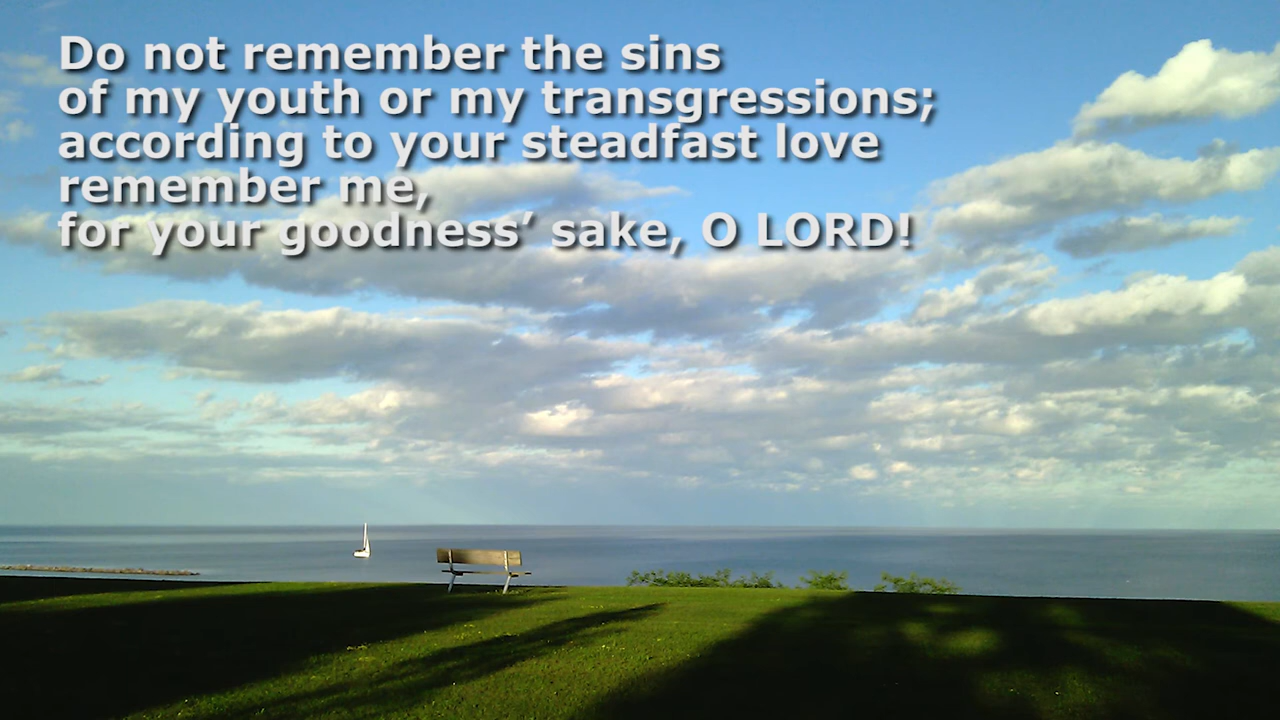 Do not remember the sins
of my youth or my transgressions;
according to your steadfast love
remember me,
for your goodness’ sake, O LORD!